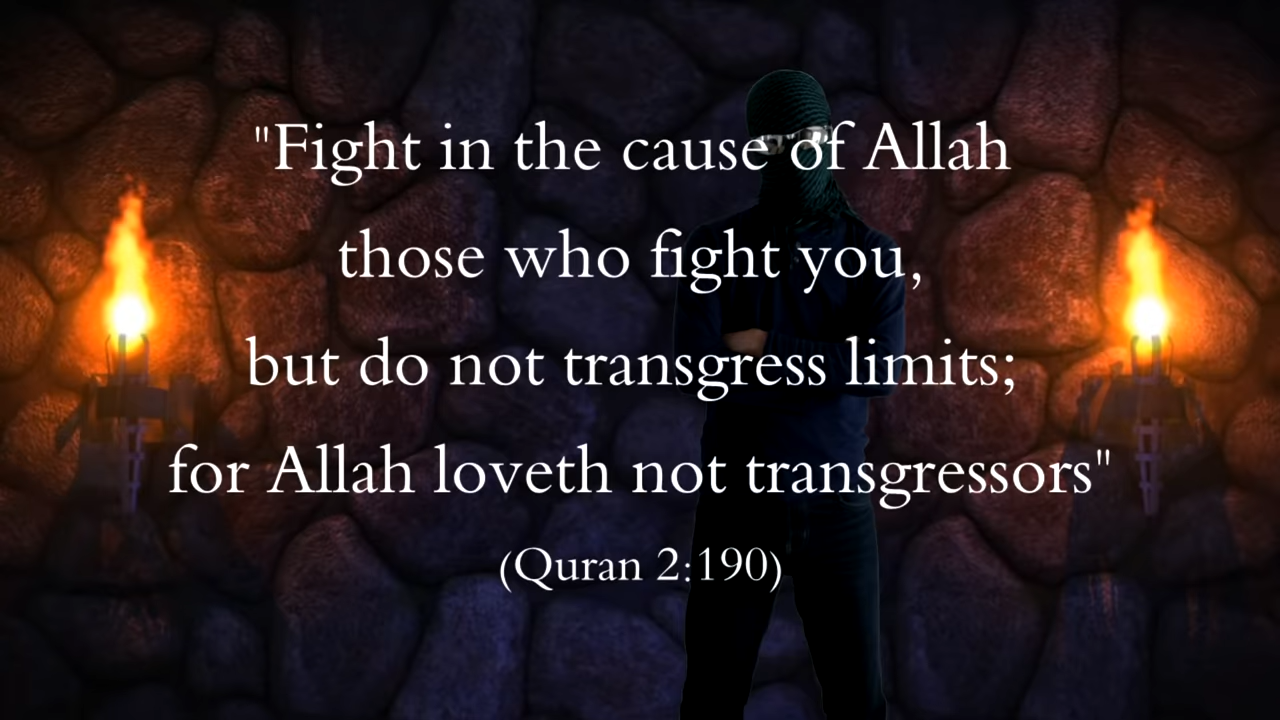 "Fight in the cause of Allah
those who fight you,
but do not transgress limits;
for Allah loveth not transgressors"
(Quran 2:190)